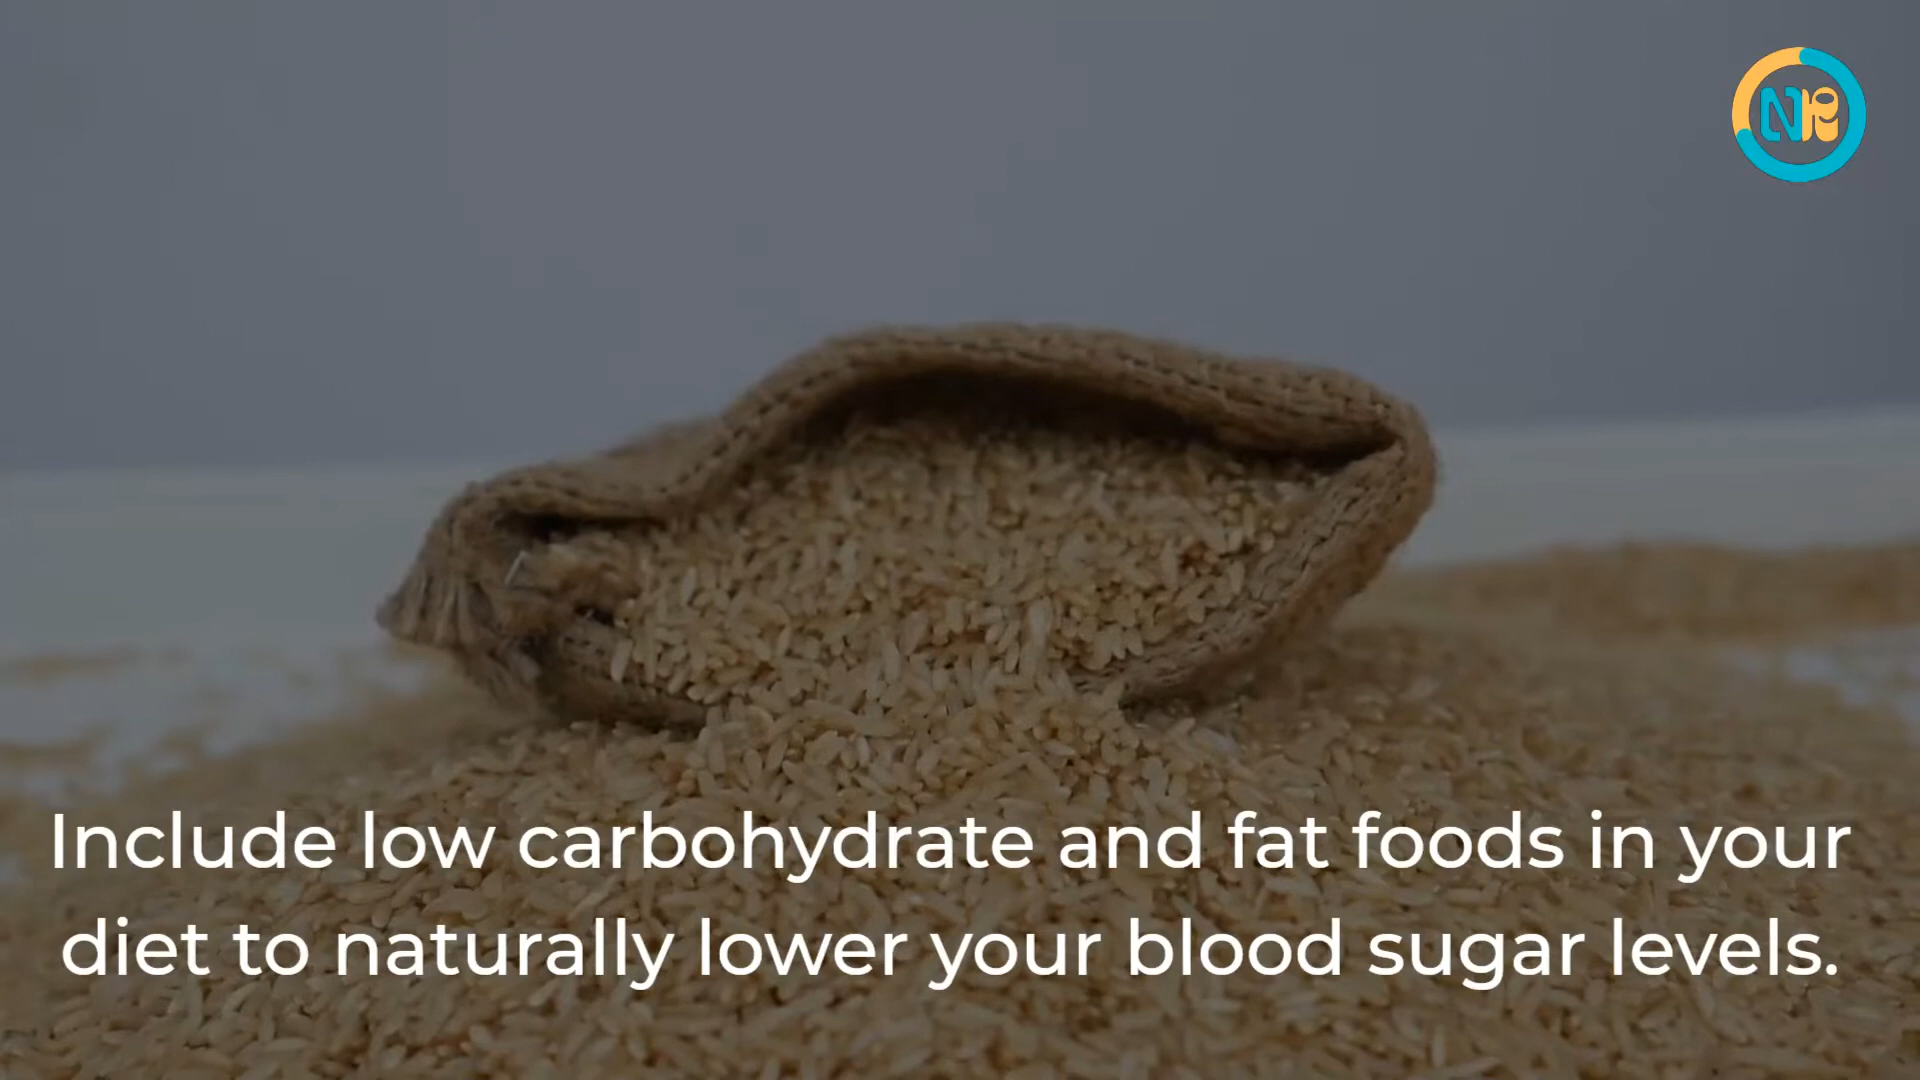 Include low carbohydrate and fat foods in your
diet to naturally lower your blood sugar levels.